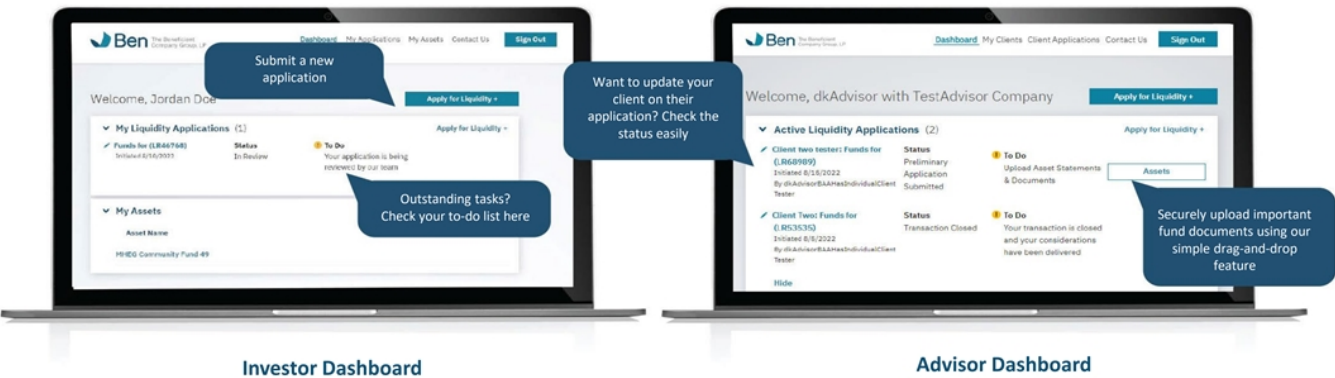 Ben The Beneficient
Company Group, LP
Dashboard My Applications My Assets Contact Us Sign Out
Submit a new
application
Welcome, Jordan Doe
Apply for Liquidity +
My Liquidity Applications (1)
Apply for Liquidity +
Funds for (LR46768)
Initiated 8/16/2022
Status
In Review
To Do
Your application is being
reviewed by our team
Outstanding tasks?
Check your to-do list here
My Assets
Asset Name
MHEG Community Fund 49
Investor Dashboard
Ben The Beneficient
Company Group, LP
Dashboard My Clients Client Applications Contact Us Sign Out
Want to update your
client on their
application? Check the
status easily
Welcome, dkAdvisor with TestAdvisor Company
Apply for Liquidity +
Active Liquidity Applications (2)
Apply for Liquidity +
Client two tester: Funds for
(LR68989)
Initiated 8/16/2022
By dkAdvisorBAAHasIndividualClient
Tester
Status
Preliminary
Application
Submitted
To Do
Upload Asset Statements
& Documents
Assets
Client Two: Funds for
(LR53535)
Initiated 8/8/2022
By dkAdvisorBAAHasIndividualClient
Tester
Status
Transaction Closed
To Do
Your transaction is closed
and your considerations
have been delivered
Securely upload important
fund documents using our
simple drag-and-drop
feature
Hide
Advisor Dashboard